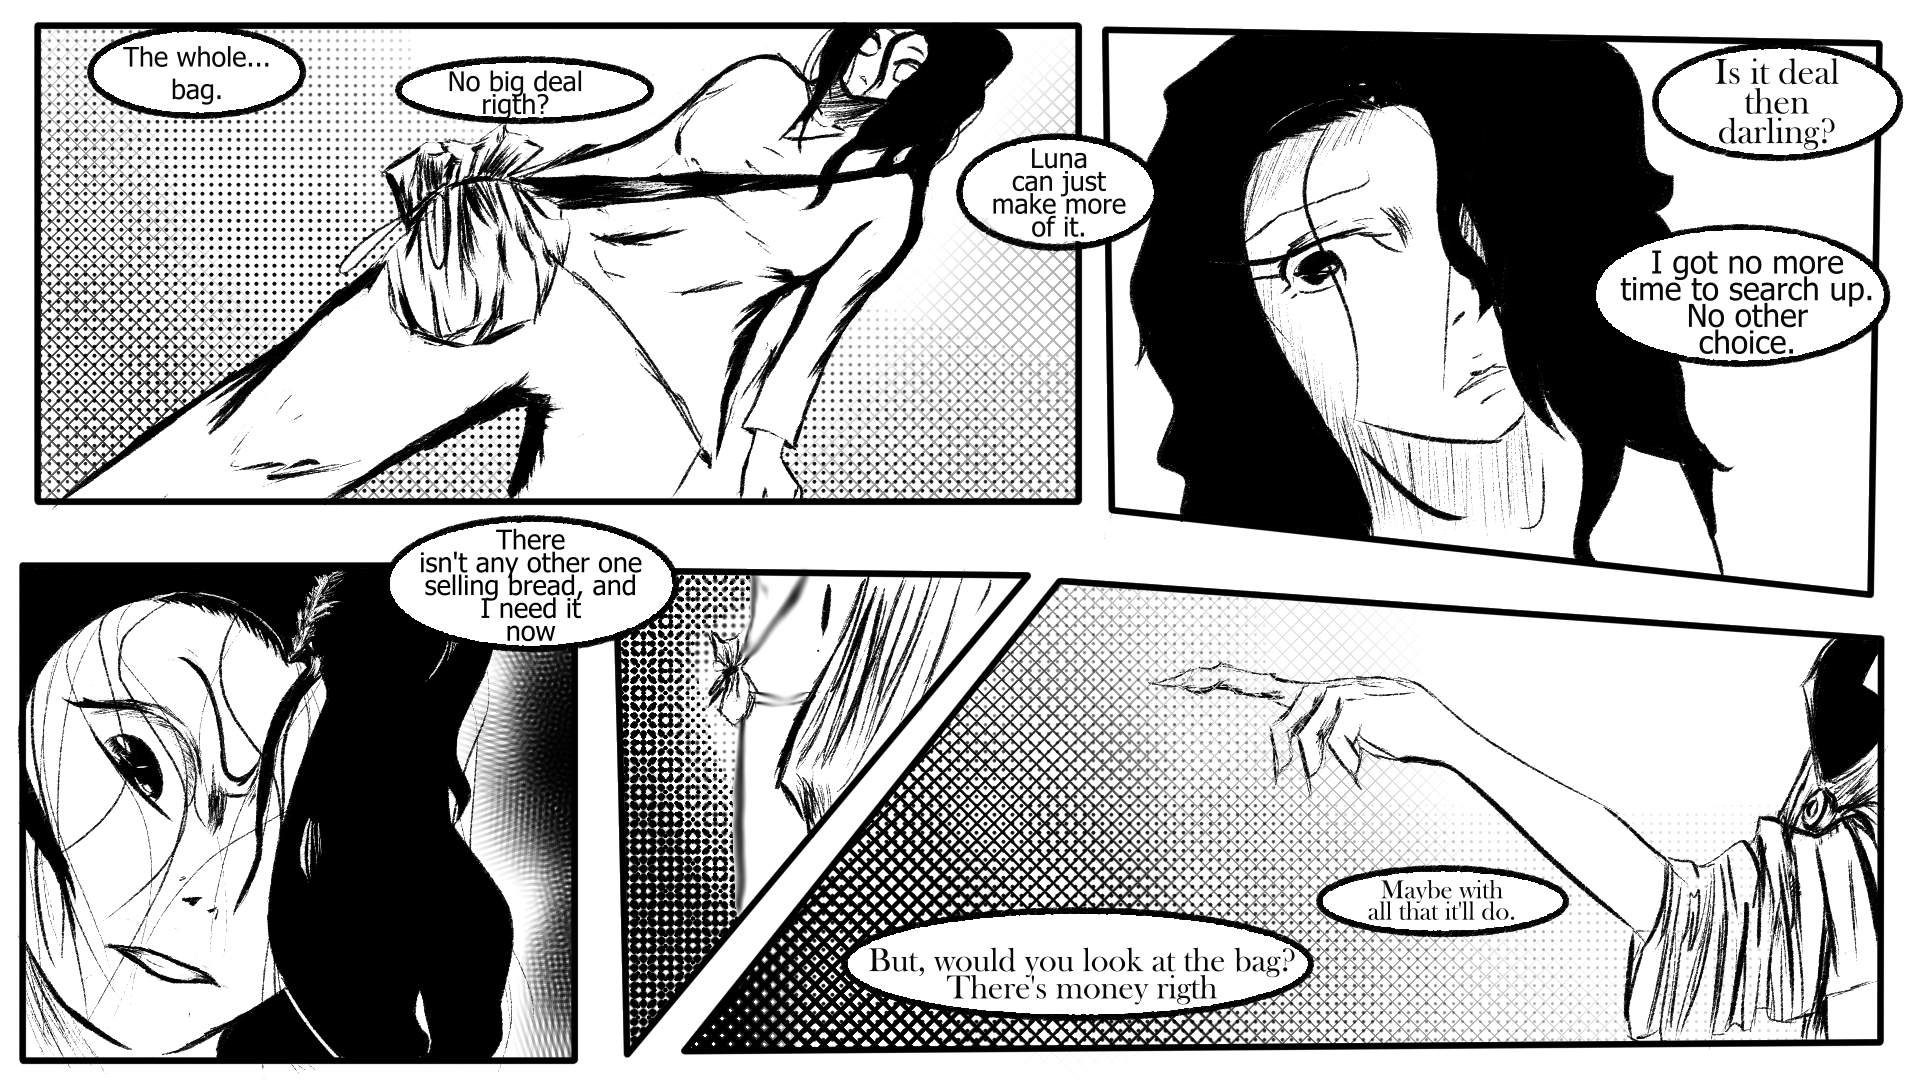 The whole...
bag.
No big deal
rigth?
Luna
can just
make more
of it.
Is it deal
then
darling?
I got no more
time to search up.
No other
choice.
There
isn't any other one
selling bread, and
I need it
now
But, would you look at the bag?
There's money rigth
Maybe with
all that it'll do.